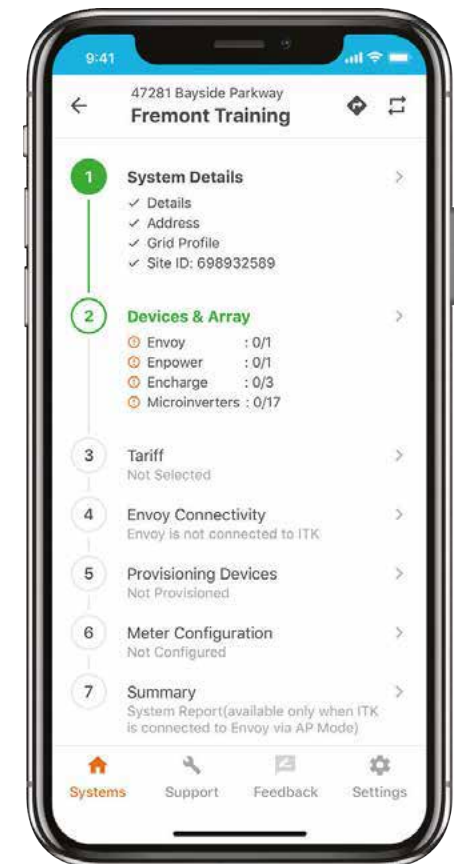 9:41
47281 Bayside Parkway
Fremont Training
1 System Details
Details
Address
Grid Profile
Site ID: 698932589
2 Devices & Array
Envoy : 0/1
Enpower : 0/1
Encharge : 0/3
Microinverters : 0/17
3 Tariff
Not Selected
4 Envoy Connectivity
Envoy is not connected to ITK
5 Provisioning Devices
Not Provisioned
6 Meter Configuration
Not Configured
7 Summary
System Report(available only when ITK
is connected to Envoy via AP Mode)
Systems Support Feedback Settings